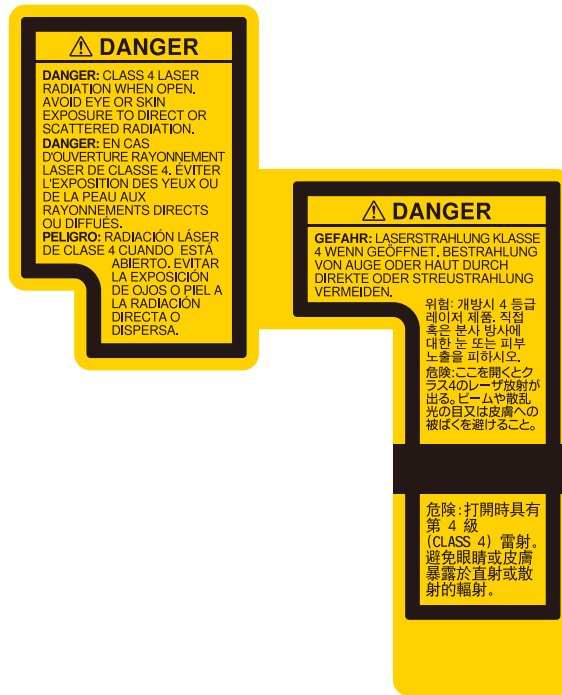 ⚠ DANGER
DANGER: CLASS 4 LASER
RADIATION WHEN OPEN.
AVOID EYE OR SKIN
EXPOSURE TO DIRECT OR
SCATTERED RADIATION.
DANGER: EN CAS
D'OUVERTURE RAYONNEMENT
LASER DE CLASSE 4. ÉVITER
L'EXPOSITION DES YEUX OU
DE LA PEAU AUX
RAYONNEMENTS DIRECTS
OU DIFFUÉS.
PELIGRO: RADIACIÓN LÁSER
DE CLASE 4 CUANDO ESTÁ
ABIERTO. EVITAR
LA EXPOSICIÓN
DE OJOS O PIEL A
LA RADIACIÓN
DIRECTA O
DISPERSA.
⚠ DANGER
GEFAHR: LASERSTRAHLUNG KLASSE
4 WENN GEÖFFNET. BESTRAHLUNG
VON AUGE ODER HAUT DURCH
DIREKTE ODER STREUSTRAHLUNG
VERMEIDEN.
위험: 개방시 4 등급
레이저 제품. 직접
혹은 분사 방사에
대한 눈 또는 피부
노출을 피하시오.
危険:ここを開くとク
ラス4のレーザ放射が
出る。ビームや散乱
光の目又は皮膚への
被ばくを避けること。
危険:打開時具有
第 4 級
(CLASS 4) 雷射。
避免眼睛或皮膚
暴露於直射或散
射的輻射。